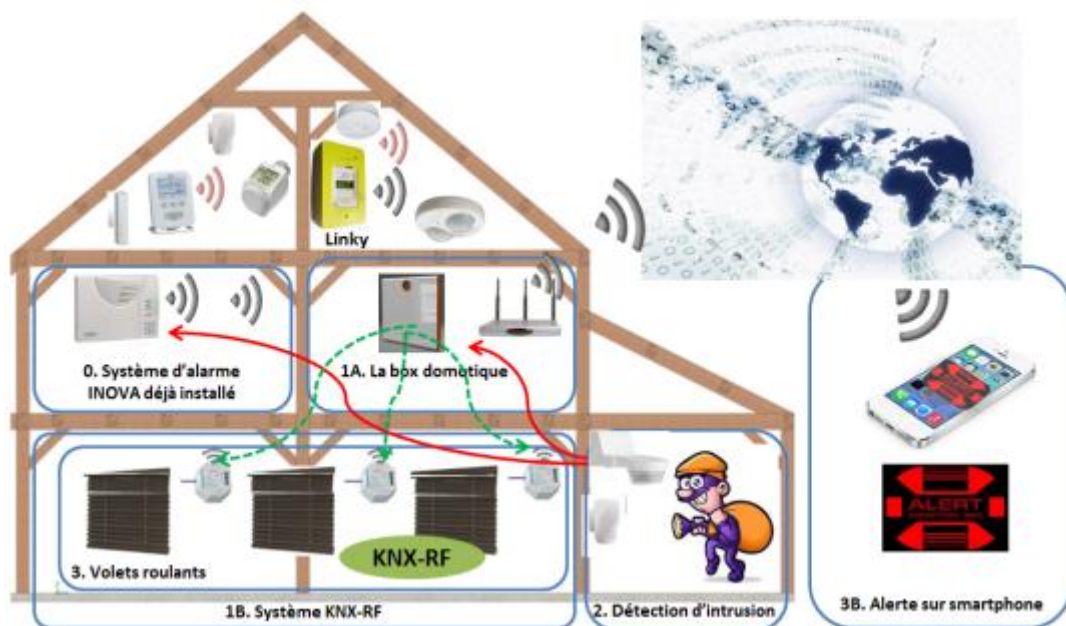 Linky
0. Système d'alarme
INOVA déjà installé
1A. La box domotique
3. Volets roulants
KNX-RF
1B. Système KNX-RF
2. Détection d'intrusion
ALERT
3B. Alerte sur smartphone